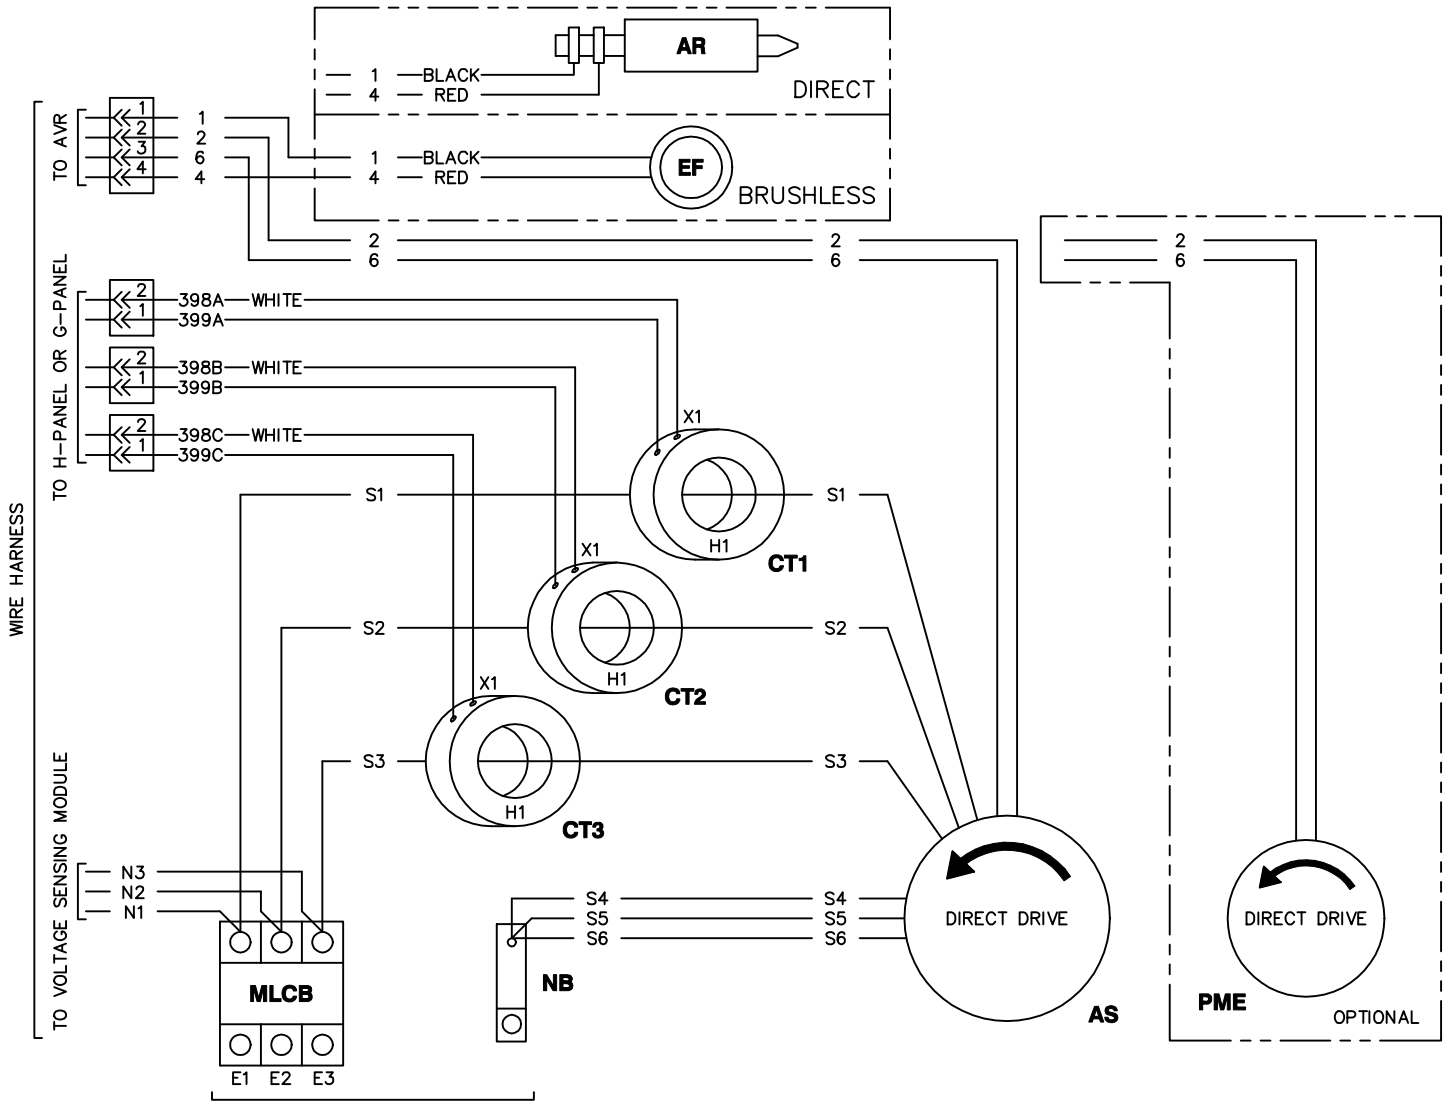 AR
1 BLACK
4 RED
DIRECT
TO AVR
1 1
2 2
3 6
4 4
1 BLACK
4 RED
EF
BRUSHLESS
2 2
6 6
2
6
TO H-PANEL OR G-PANEL
2 398A WHITE
1 399A
2 398B WHITE
1 399B
2 398C WHITE
1 399C
X1
S1 S1
H1
CT1
X1
S2 S2
H1
CT2
X1
S3 S3
H1
CT3
WIRE HARNESS
TO VOLTAGE SENSING MODULE
N3
N2
N1
MLCB
E1 E2 E3
S4 S4
S5 S5
S6 S6
NB
DIRECT DRIVE
AS
DIRECT DRIVE
PME
OPTIONAL